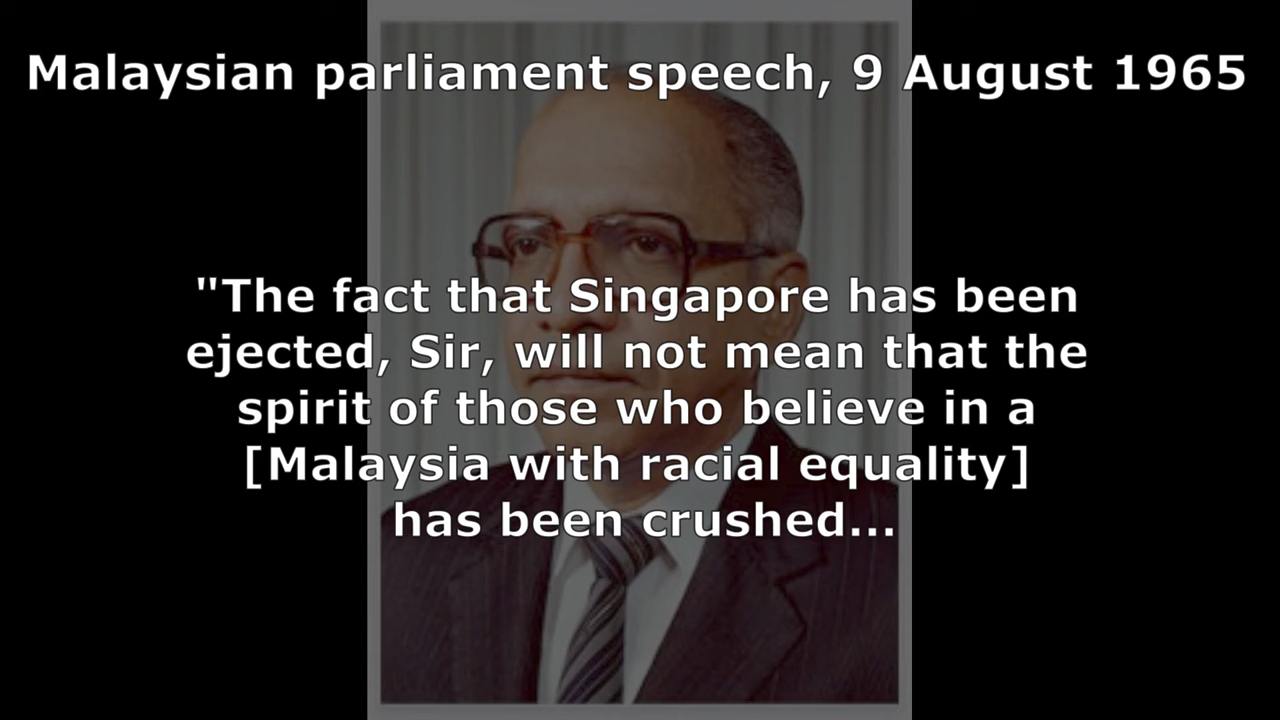 Malaysian parliament speech, 9 August 1965
"The fact that Singapore has been
ejected, Sir, will not mean that the
spirit of those who believe in a
[Malaysia with racial equality]
has been crushed...